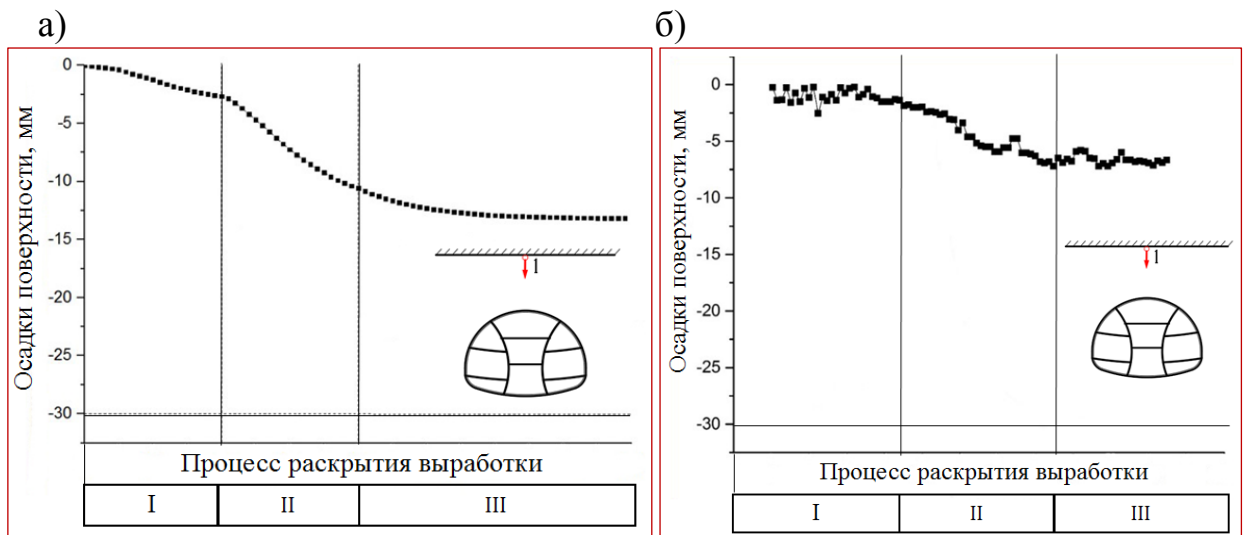 а)
б)
Осадки поверхности, мм
0
-5
-10
-15
-20
-25
-30
1
Процесс раскрытия выработки
I
II
III
Осадки поверхности, мм
0
-5
-10
-15
-20
-25
-30
1
Процесс раскрытия выработки
I
II
III